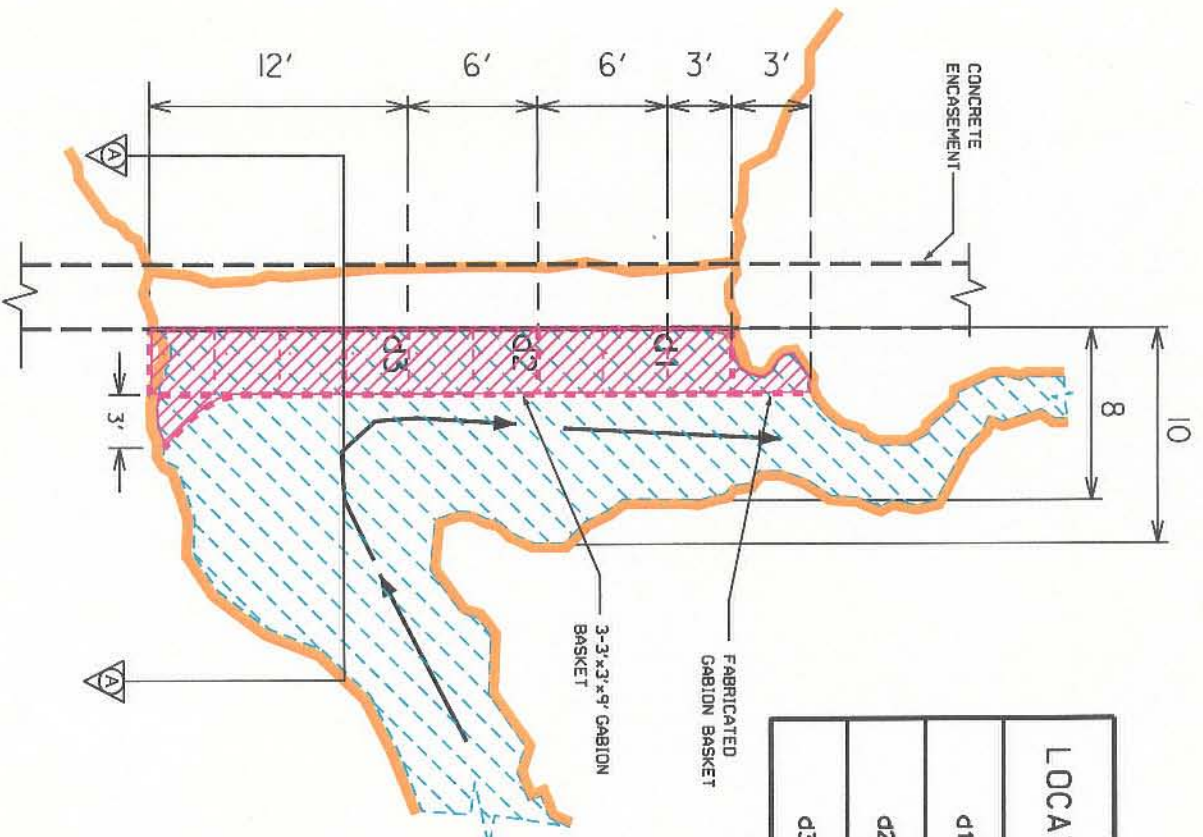 12'
6'
6'
3'
3'
CONCRETE
ENCASEMENT
A
A
d3
d2
d1
3'
8
10
3-3'x3'x9' GABION
BASKET
FABRICATED
GABION BASKET
LOCA
d1
d2
d3